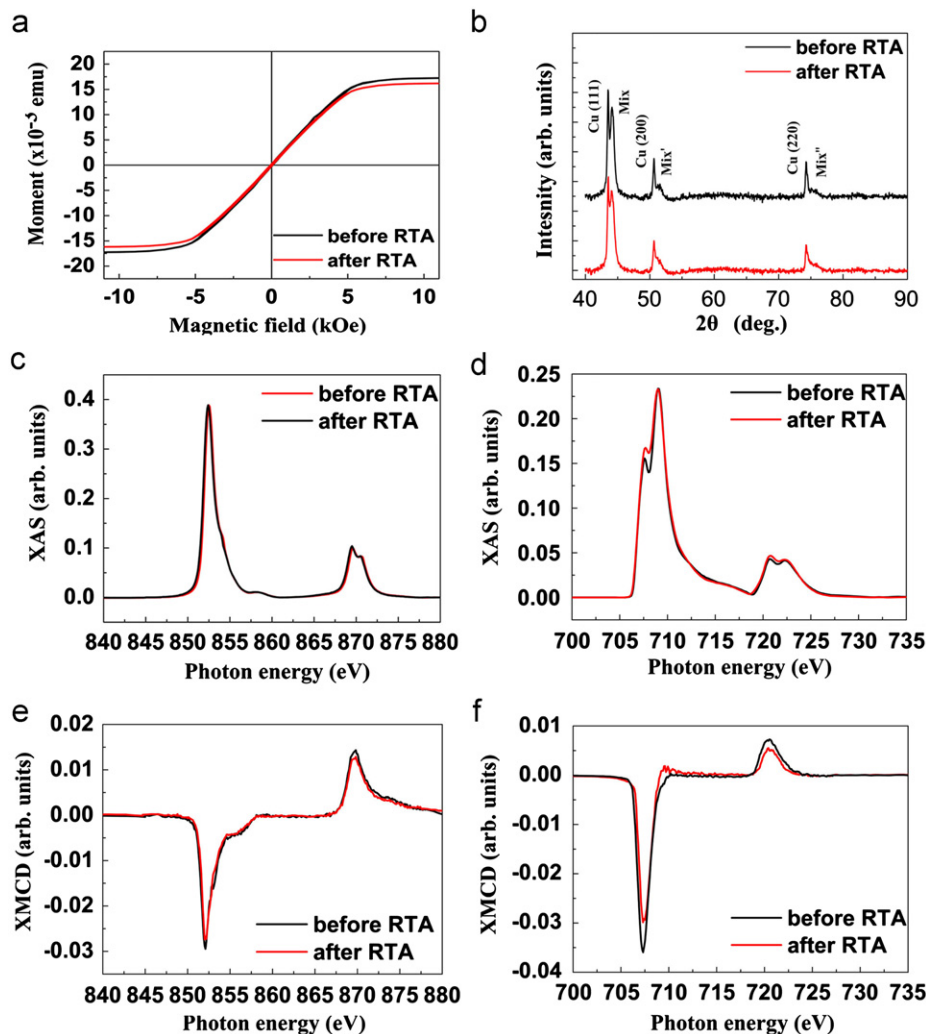 a
Moment (x10⁻⁵ emu)
20
15
10
5
0
-5
-10
-15
-20
-10
-5
0
5
10
Magnetic field (kOe)
before RTA
after RTA
b
Intesnity (arb. units)
before RTA
after RTA
Cu (111)
Mix
Cu (200)
Mix'
Cu (220)
Mix"
40 50 60 70 80 90
2θ (deg.)
c
XAS (arb. units)
0.4
0.3
0.2
0.1
0.0
before RTA
after RTA
840 845 850 855 860 865 870 875 880
Photon energy (eV)
d
XAS (arb. units)
0.25
0.20
0.15
0.10
0.05
0.00
before RTA
after RTA
700 705 710 715 720 725 730 735
Photon energy (eV)
e
XMCD (arb. units)
0.02
0.01
0.00
-0.01
-0.02
-0.03
before RTA
after RTA
840 845 850 855 860 865 870 875 880
Photon energy (eV)
f
XMCD (arb. units)
0.01
0.00
-0.01
-0.02
-0.03
-0.04
before RTA
after RTA
700 705 710 715 720 725 730 735
Photon energy (eV)